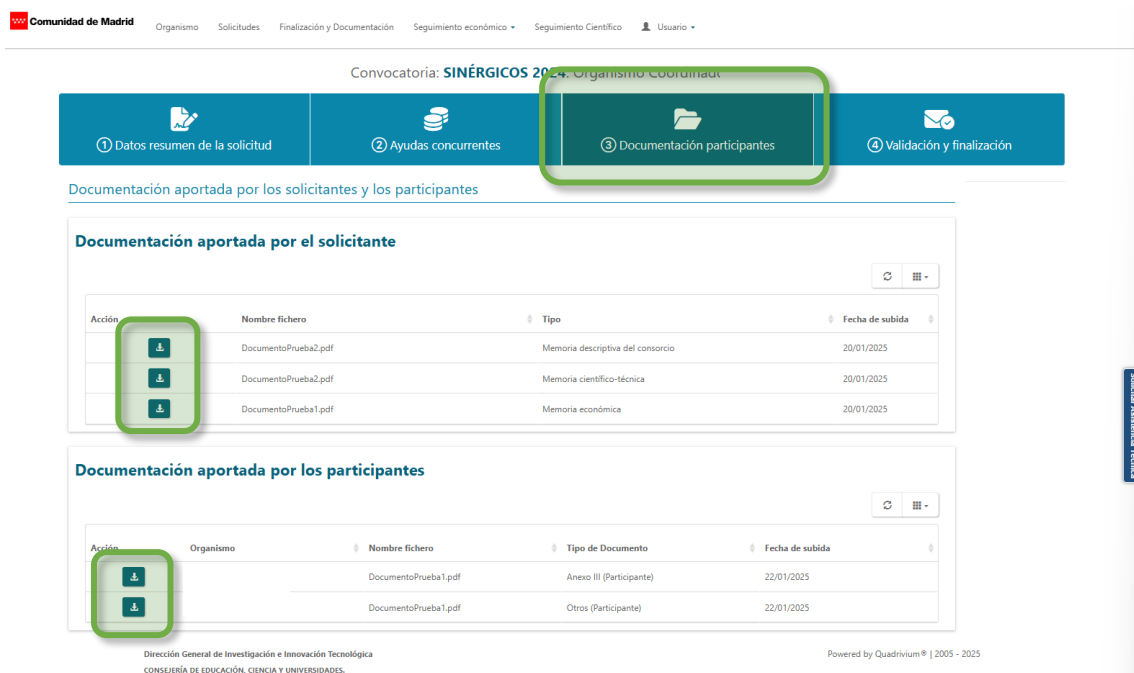 Comunidad de Madrid
Organismo Solicitudes Finalización y Documentación Seguimiento económico Seguimiento Científico Usuario
Convocatoria: SINÉRGICOS 2024. Organismo Coordinador
① Datos resumen de la solicitud ② Ayudas concurrentes ③ Documentación participantes ④ Validación y finalización
Documentación aportada por los solicitantes y los participantes
Documentación aportada por el solicitante
Acción Nombre fichero Tipo Fecha de subida
DocumentoPrueba2.pdf Memoria descriptiva del consorcio 20/01/2025
DocumentoPrueba2.pdf Memoria científico-técnica 20/01/2025
DocumentoPrueba1.pdf Memoria económica 20/01/2025
Solicitar Asistencia Técnica
Documentación aportada por los participantes
Acción Organismo Nombre fichero Tipo de Documento Fecha de subida
DocumentoPrueba1.pdf Anexo III (Participante) 22/01/2025
DocumentoPrueba1.pdf Otros (Participante) 22/01/2025
Dirección General de Investigación e Innovación Tecnológica Powered by Quadrivium® | 2005 - 2025
CONSEJERÍA DE EDUCACIÓN, CIENCIA Y UNIVERSIDADES.